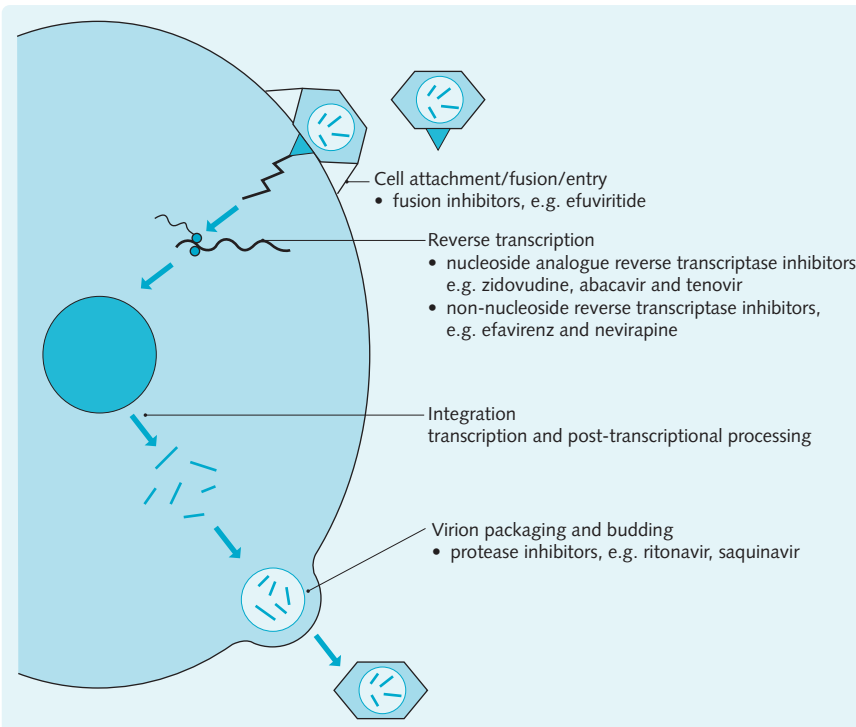 Cell attachment/fusion/entry
• fusion inhibitors, e.g. efuviritide
Reverse transcription
• nucleoside analogue reverse transcriptase inhibitors
e.g. zidovudine, abacavir and tenovir
• non-nucleoside reverse transcriptase inhibitors,
e.g. efavirenz and nevirapine
Integration
transcription and post-transcriptional processing
Virion packaging and budding
• protease inhibitors, e.g. ritonavir, saquinavir